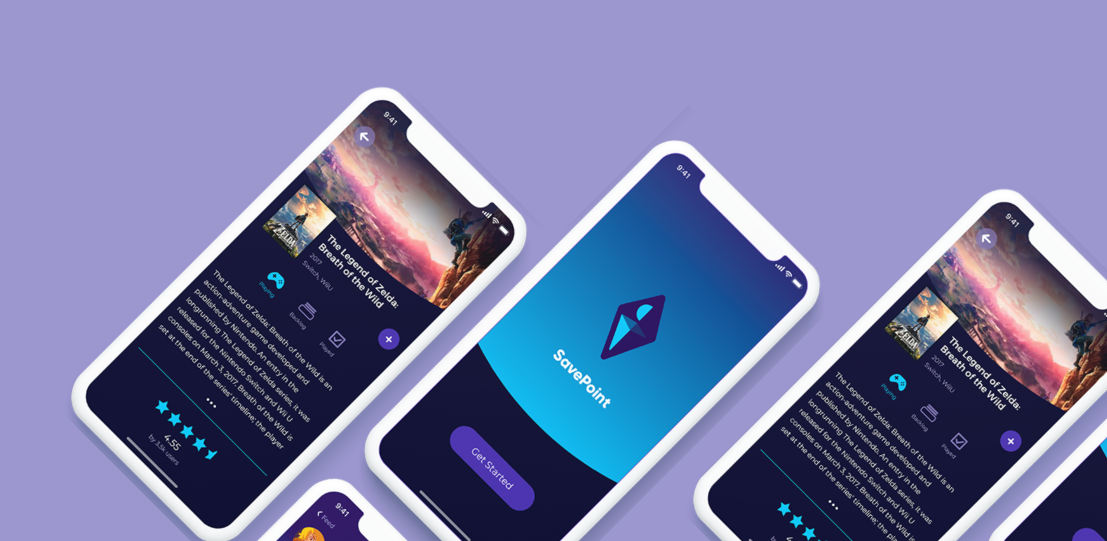 9:41
The Legend of Zelda:
Breath of the Wild
2017
Switch, WiiU
ZELDA
Playing
Backlog
Played
The Legend of Zelda: Breath of the Wild is an
action-adventure game developed and
published by Nintendo. An entry in the
longrunning The Legend of Zelda series, it was
released for the Nintendo Switch and Wii U
consoles on March 3, 2017. Breath of the Wild is
set at the end of the series' timeline; the player
4.55
by 3.5k users
9:41
SavePoint
Get Started
9:41
Feed
9:41
The Legend of Zelda:
Breath of the Wild
2017
Switch, WiiU
ZELDA
Playing
Backlog
Played
The Legend of Zelda: Breath of the Wild is an
action-adventure game developed and
published by Nintendo. An entry in the
longrunning The Legend of Zelda series, it was
released for the Nintendo Switch and Wii U
consoles on March 3, 2017. Breath of the Wild is
set at the end of the series' timeline; the player